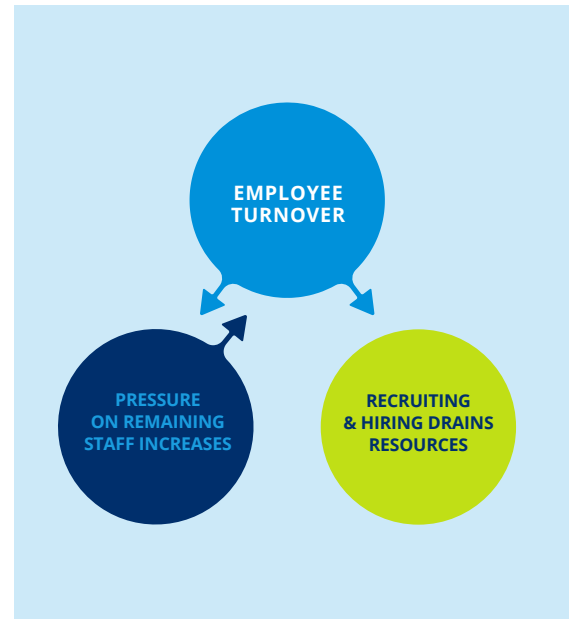 EMPLOYEE
TURNOVER
PRESSURE
ON REMAINING
STAFF INCREASES
RECRUITING
& HIRING DRAINS
RESOURCES